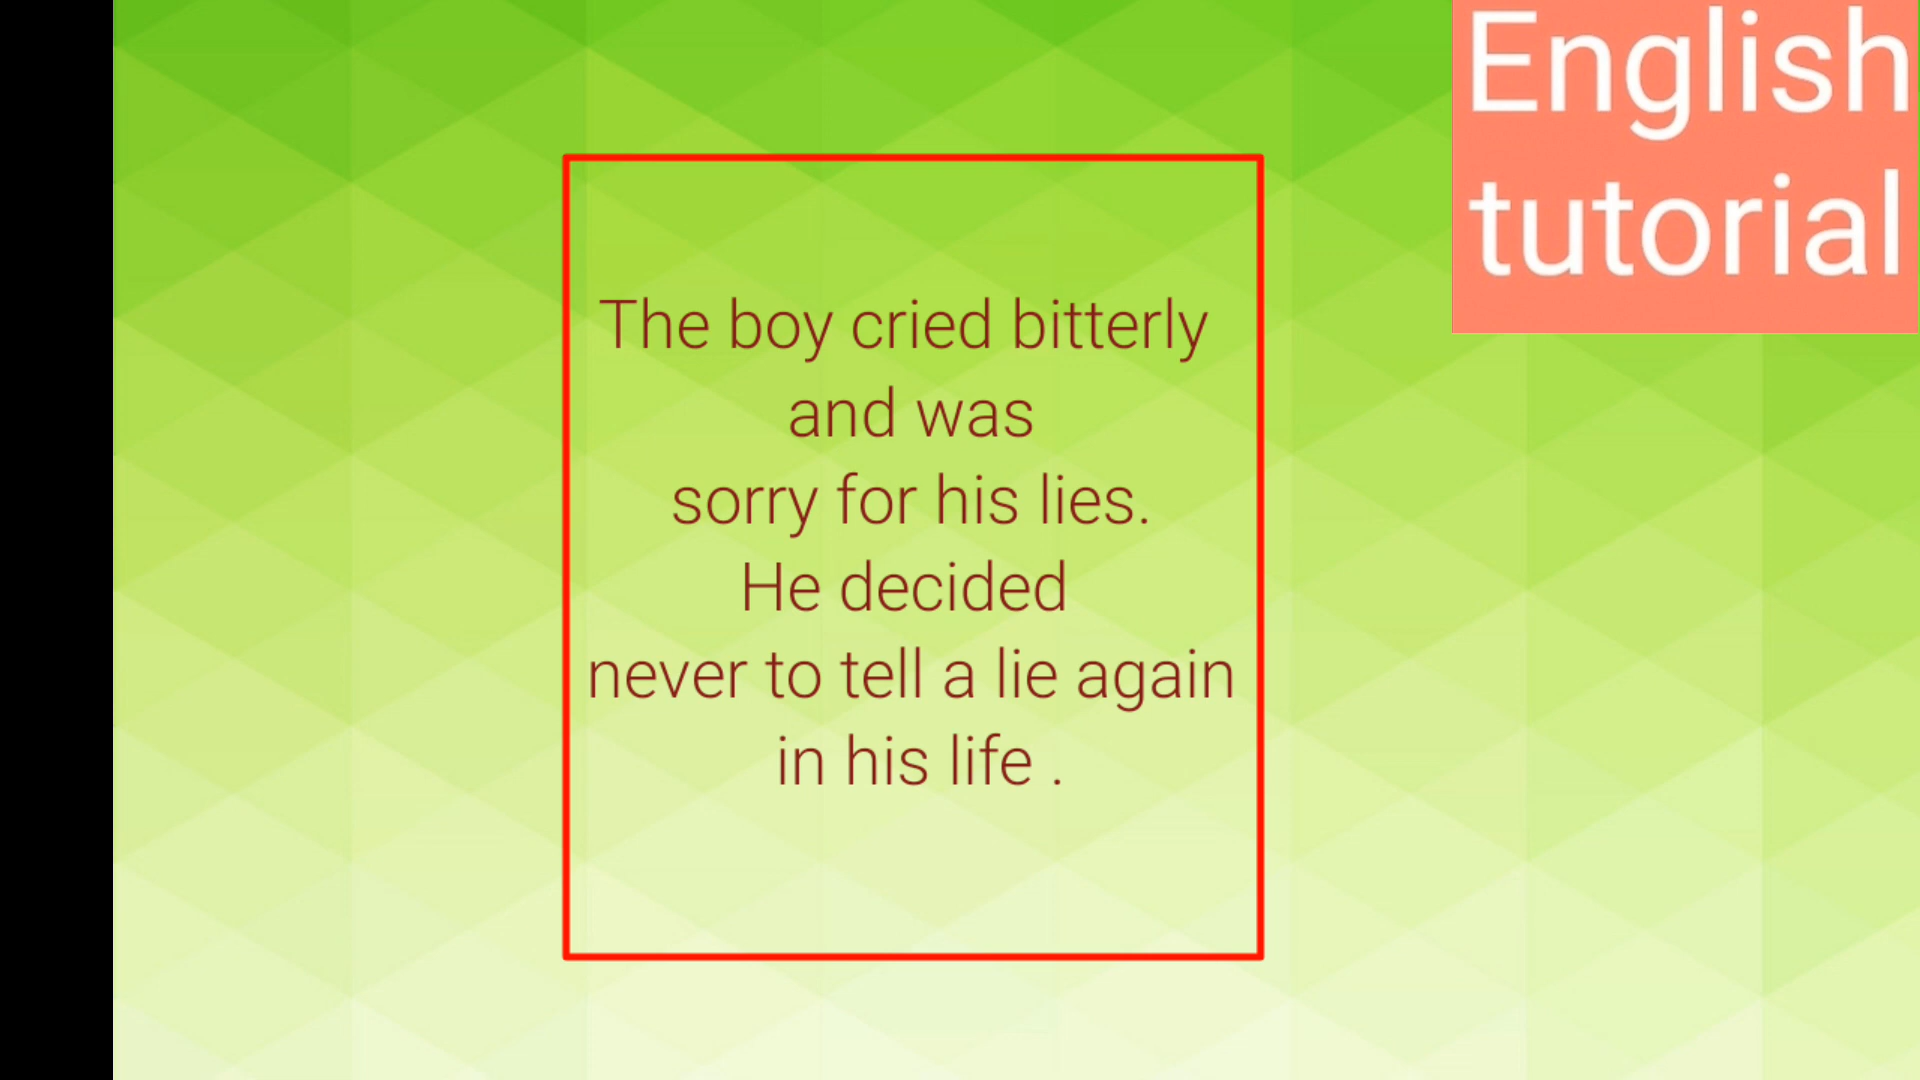 English
tutorial
The boy cried bitterly
and was
sorry for his lies.
He decided
never to tell a lie again
in his life .